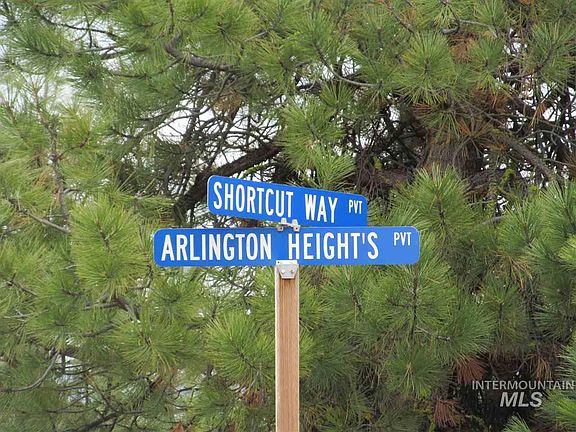 SHORTCUT WAY PVT
ARLINGTON HEIGHT'S PVT
INTERMOUNTAIN
MLS